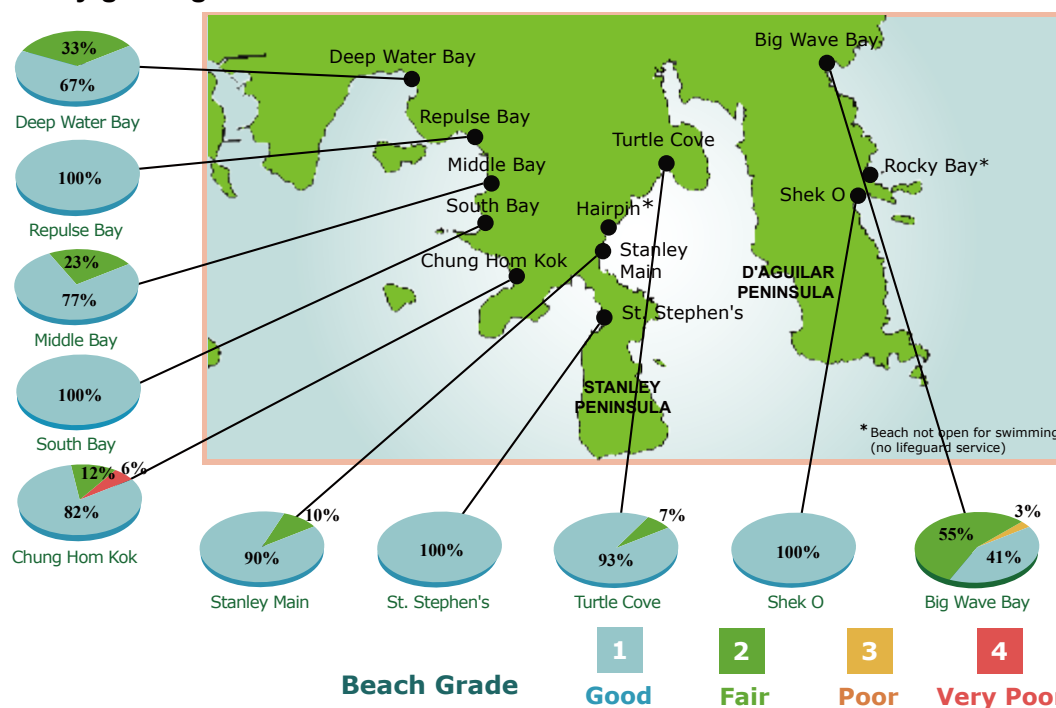 33%
67%
Deep Water Bay
100%
Repulse Bay
23%
77%
Middle Bay
100%
South Bay
12%
6%
82%
Chung Hom Kok
Deep Water Bay
Repulse Bay
Middle Bay
South Bay
Chung Hom Kok
Hairpih*
Stanley
Main
St. Stephen's
Turtle Cove
Big Wave Bay
Rocky Bay*
Shek O
D'AGUILAR
PENINSULA
STANLEY
PENINSULA
* Beach not open for swimming
(no lifeguard service)
10%
90%
Stanley Main
100%
St. Stephen's
7%
93%
Turtle Cove
100%
Shek O
55%
3%
41%
Big Wave Bay
Beach Grade
1
Good
2
Fair
3
Poor
4
Very Poor